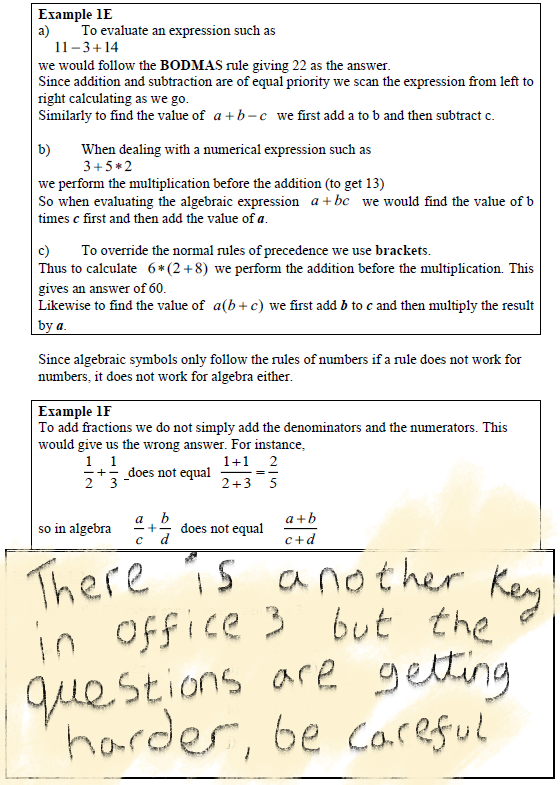 Example 1E
a) To evaluate an expression such as
11 − 3 + 14
we would follow the BODMAS rule giving 22 as the answer.
Since addition and subtraction are of equal priority we scan the expression from left to
right calculating as we go.
Similarly to find the value of a + b − c we first add a to b and then subtract c.
b) When dealing with a numerical expression such as
3 + 5 * 2
we perform the multiplication before the addition (to get 13)
So when evaluating the algebraic expression a + bc we would find the value of b
times c first and then add the value of a.
c) To override the normal rules of precedence we use brackets.
Thus to calculate 6 * (2 + 8) we perform the addition before the multiplication. This
gives an answer of 60.
Likewise to find the value of a(b + c) we first add b to c and then multiply the result
by a.
Since algebraic symbols only follow the rules of numbers if a rule does not work for
numbers, it does not work for algebra either.
Example 1F
To add fractions we do not simply add the denominators and the numerators. This
would give us the wrong answer. For instance,
1/2 + 1/3 does not equal (1+1)/(2+3) = 2/5
so in algebra a/c + b/d does not equal (a+b)/(c+d)
There is another key
in office 3 but the
questions are getting
harder, be careful